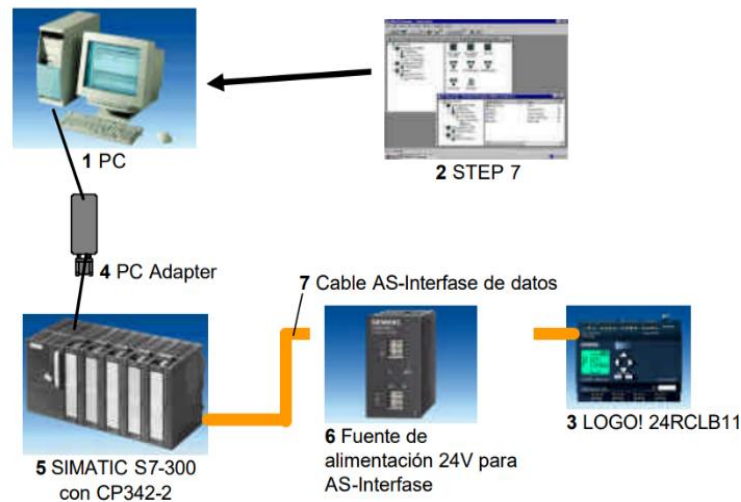 1 PC
2 STEP 7
4 PC Adapter
7 Cable AS-Interfase de datos
SIEMENS
3 LOGO! 24RCLB11
6 Fuente de
alimentación 24V para
AS-Interfase
5 SIMATIC S7-300
con CP342-2